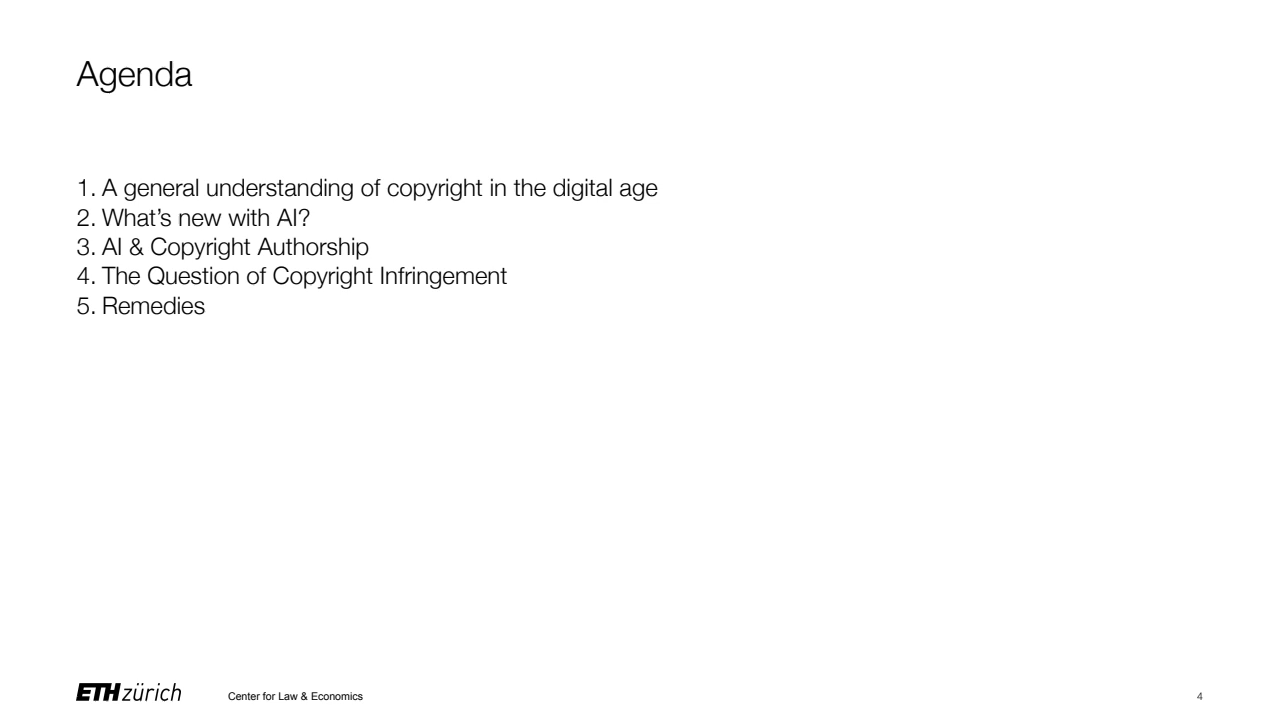 Agenda
1. A general understanding of copyright in the digital age
2. What’s new with AI?
3. AI & Copyright Authorship
4. The Question of Copyright Infringement
5. Remedies
ETH zürich
Center for Law & Economics
4